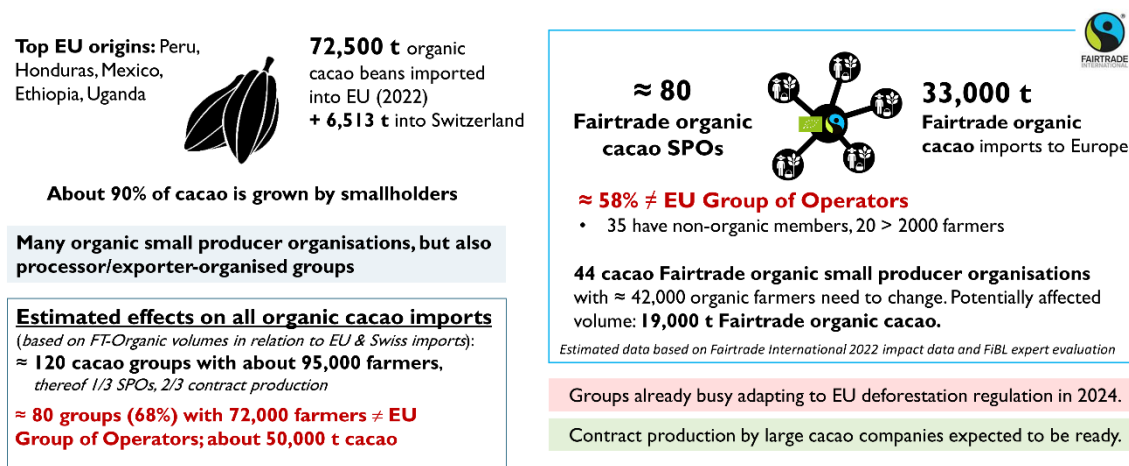 Top EU origins: Peru,
Honduras, Mexico,
Ethiopia, Uganda
72,500 t organic
cacao beans imported
into EU (2022)
+ 6,513 t into Switzerland
About 90% of cacao is grown by smallholders
Many organic small producer organisations, but also
processor/exporter-organised groups
Estimated effects on all organic cacao imports
(based on FT-Organic volumes in relation to EU & Swiss imports):
≈ 120 cacao groups with about 95,000 farmers,
thereof 1/3 SPOs, 2/3 contract production
≈ 80 groups (68%) with 72,000 farmers ≠ EU
Group of Operators; about 50,000 t cacao
FAIRTRADE
INTERNATIONAL
≈ 80
Fairtrade organic
cacao SPOs
33,000 t
Fairtrade organic
cacao imports to Europe
≈ 58% ≠ EU Group of Operators
• 35 have non-organic members, 20 > 2000 farmers
44 cacao Fairtrade organic small producer organisations
with ≈ 42,000 organic farmers need to change. Potentially affected
volume: 19,000 t Fairtrade organic cacao.
Estimated data based on Fairtrade International 2022 impact data and FiBL expert evaluation
Groups already busy adapting to EU deforestation regulation in 2024.
Contract production by large cacao companies expected to be ready.